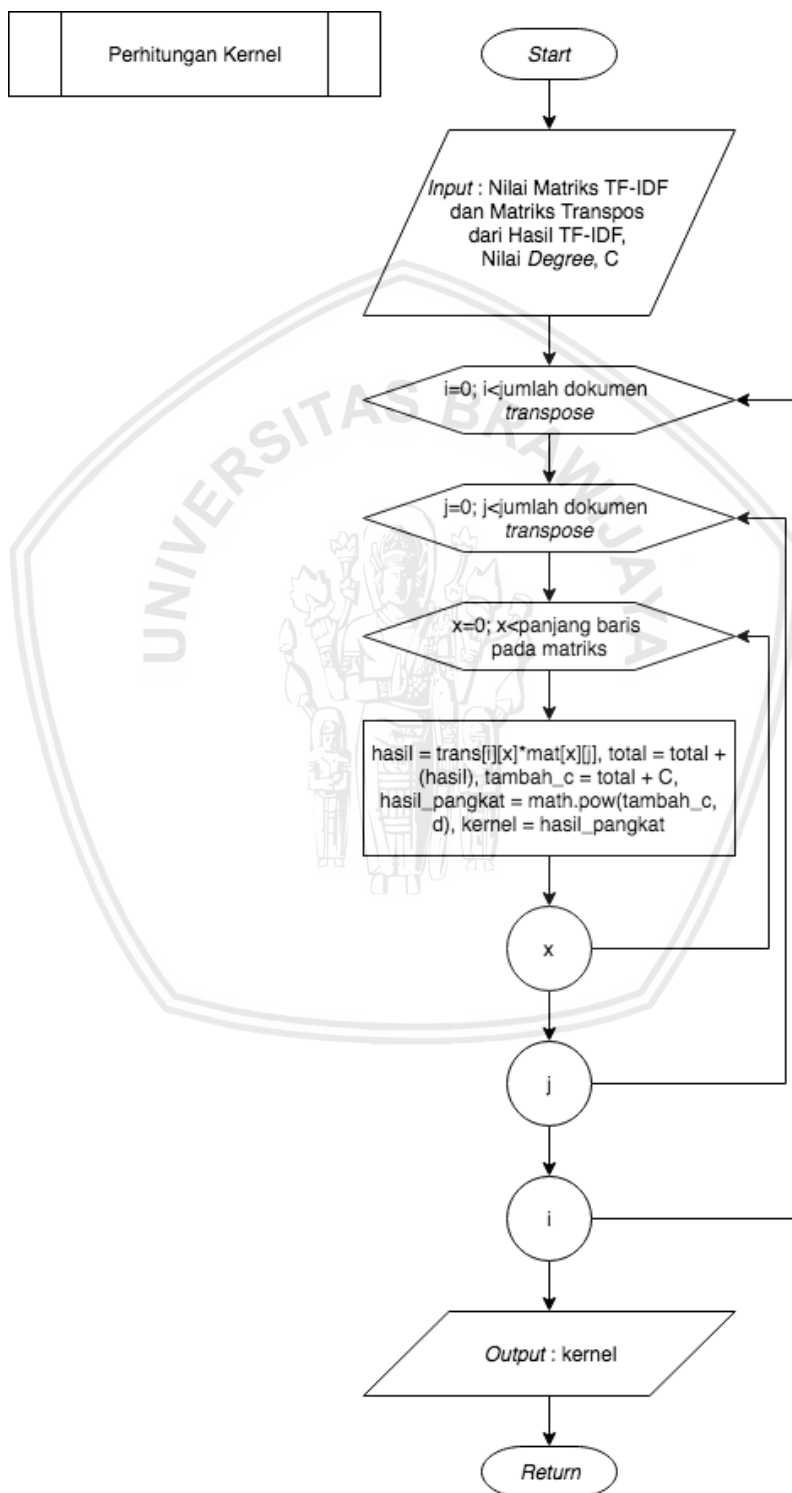 Perhitungan Kernel
Start
Input : Nilai Matriks TF-IDF
dan Matriks Transpos
dari Hasil TF-IDF,
Nilai Degree, C
i=0; i<jumlah dokumen
transpose
j=0; j<jumlah dokumen
transpose
x=0; x<panjang baris
pada matriks
hasil = trans[i][x]*mat[x][j], total = total +
(hasil), tambah_c = total + C,
hasil_pangkat = math.pow(tambah_c,
d), kernel = hasil_pangkat
x
j
i
Output : kernel
Return
UNIVERSITAS BRAWIJAYA